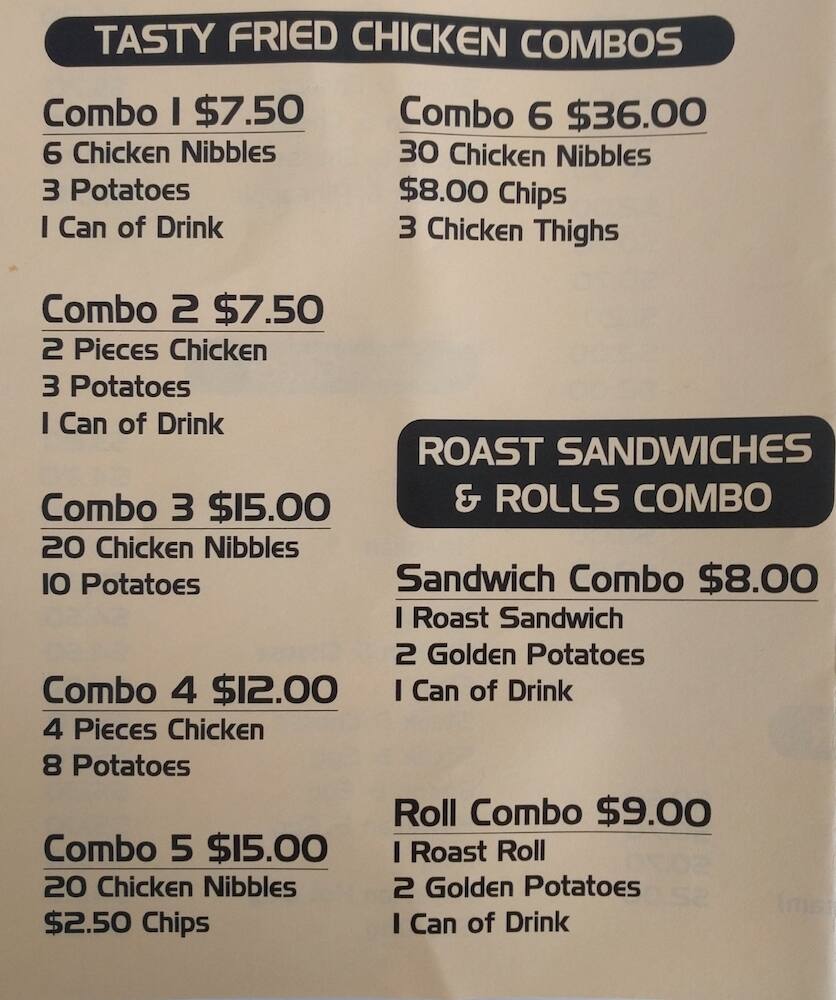 TASTY FRIED CHICKEN COMBOS
Combo 1 $7.50
6 Chicken Nibbles
3 Potatoes
1 Can of Drink
Combo 2 $7.50
2 Pieces Chicken
3 Potatoes
1 Can of Drink
Combo 3 $15.00
20 Chicken Nibbles
10 Potatoes
Combo 4 $12.00
4 Pieces Chicken
8 Potatoes
Combo 5 $15.00
20 Chicken Nibbles
$2.50 Chips
Combo 6 $36.00
30 Chicken Nibbles
$8.00 Chips
3 Chicken Thighs
ROAST SANDWICHES
& ROLLS COMBO
Sandwich Combo $8.00
1 Roast Sandwich
2 Golden Potatoes
1 Can of Drink
Roll Combo $9.00
1 Roast Roll
2 Golden Potatoes
1 Can of Drink